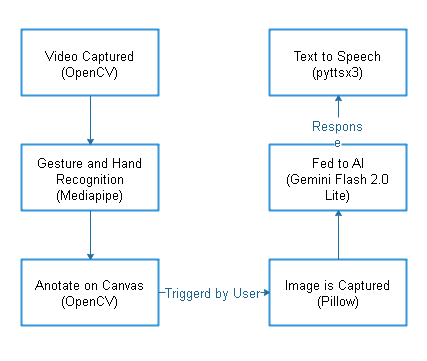 Video Captured
(OpenCV)
Gesture and Hand
Recognition
(Mediapipe)
Anotate on Canvas
(OpenCV)
Triggerd by User
Image is Captured
(Pillow)
Fed to AI
(Gemini Flash 2.0
Lite)
Respons
e
Text to Speech
(pyttsx3)